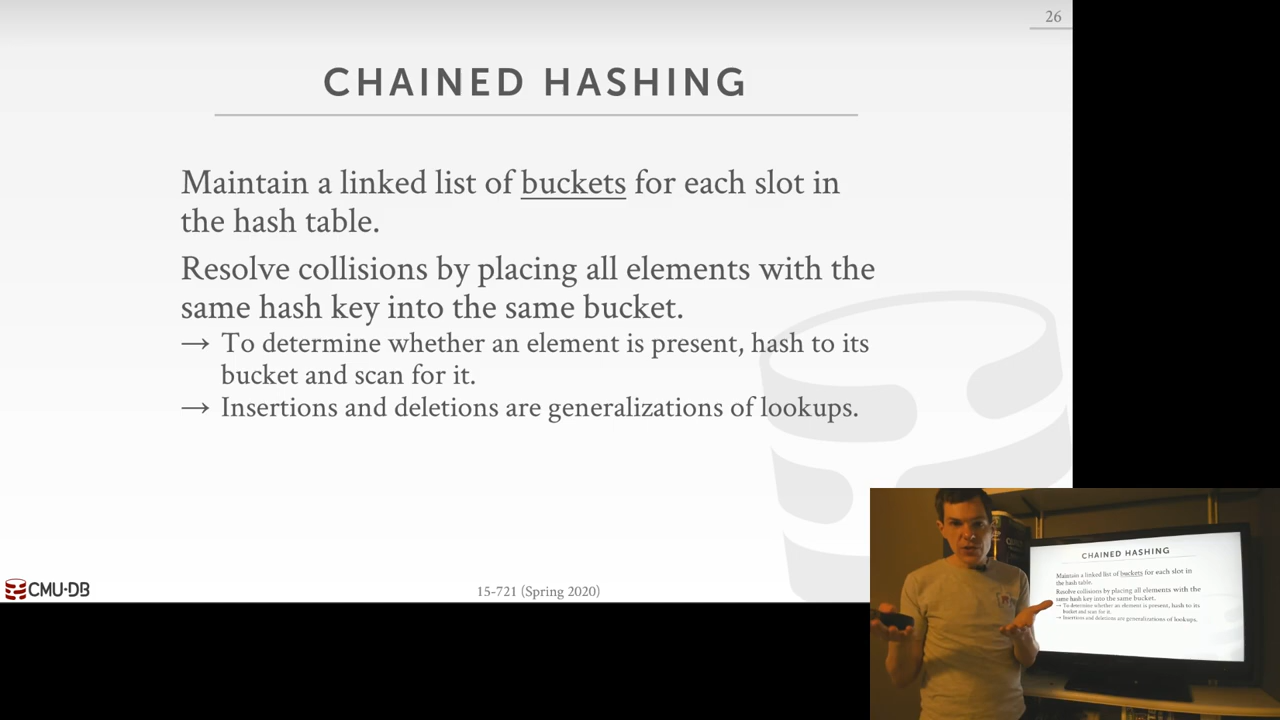 26
CHAINED HASHING
Maintain a linked list of buckets for each slot in
the hash table.
Resolve collisions by placing all elements with the
same hash key into the same bucket.
→ To determine whether an element is present, hash to its
bucket and scan for it.
→ Insertions and deletions are generalizations of lookups.
CMU·DB
15-721 (Spring 2020)
CHAINED HASHING
Maintain a linked list of buckets for each slot in
the hash table.
Resolve collisions by placing all elements with the
same hash key into the same bucket.
→ To determine whether an element is present, hash to its
bucket and scan for it.
→ Insertions and deletions are generalizations of lookups.